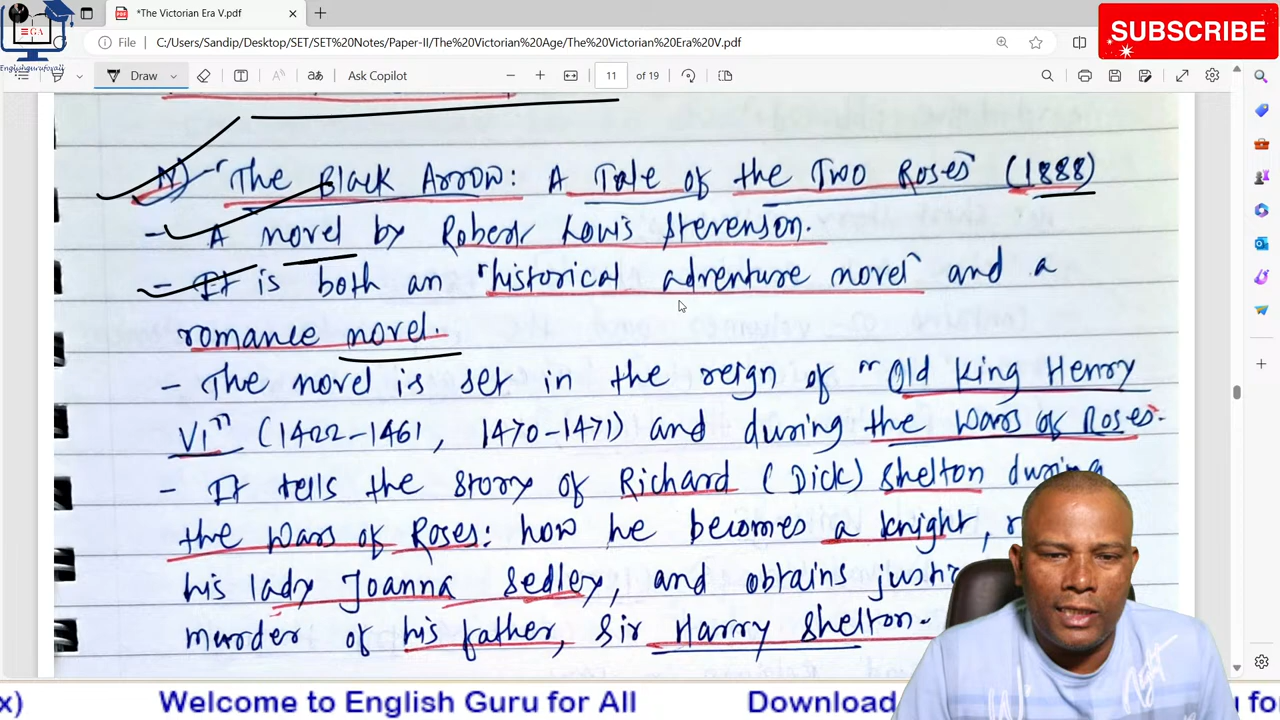 *The Victorian Era V.pdf
SUBSCRIBE
EGA
Englishguruforall
File C:/Users/Sandip/Desktop/SET/SET%20Notes/Paper-II/The%20Victorian%20Age/The%20Victorian%20Era%20V.pdf
Draw
aあ
Ask Copilot
11 of 19
"The Black Arrow: A Tale of the Two Roses" (1888)
- A novel by Robert Louis Stevenson.
- It is both an "historical adventure novel" and a
romance novel.
- The novel is set in the reign of "Old King Henry
VI" (1422-1461, 1470-1471) and during the Wars of Roses.
- It tells the story of Richard (Dick) Shelton during
the Wars of Roses: how he becomes a knight,
his lady Joanna Sedley, and obtains
murder of his father, Sir Harry Shelton.
x) Welcome to English Guru for All Download